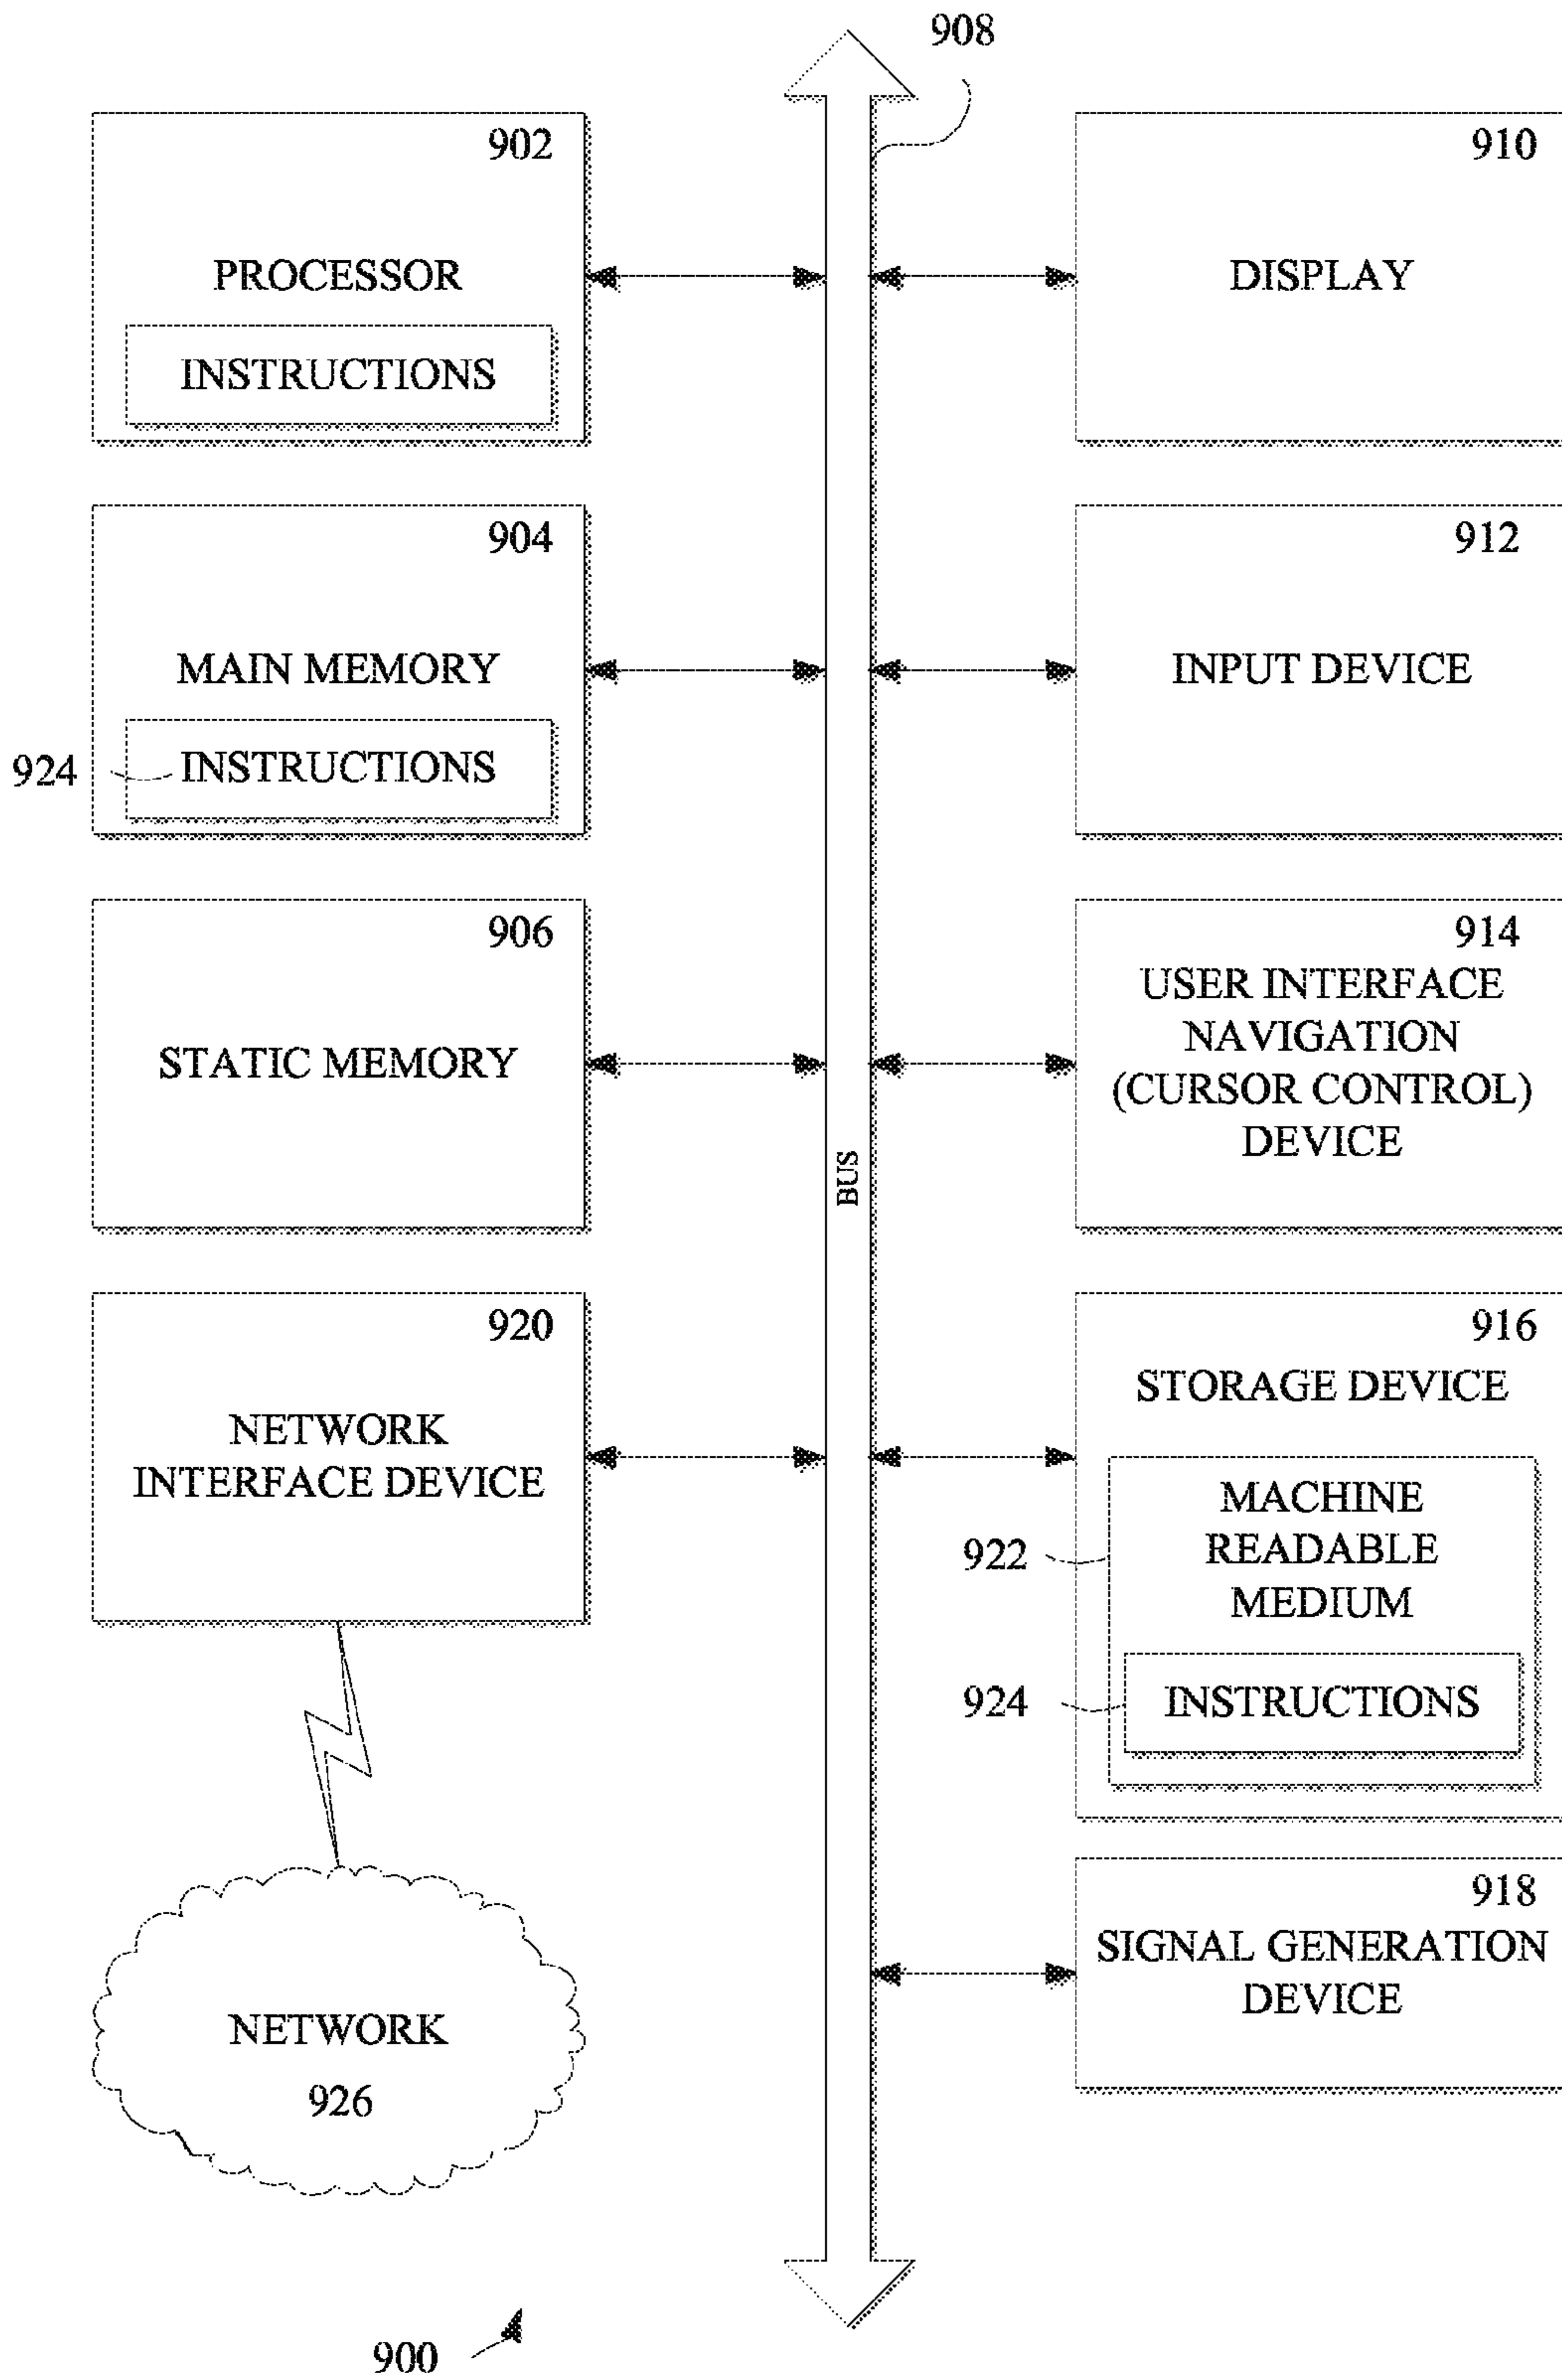 908
902
PROCESSOR
INSTRUCTIONS
904
MAIN MEMORY
924
INSTRUCTIONS
906
STATIC MEMORY
920
NETWORK
INTERFACE DEVICE
NETWORK
926
900
BUS
910
DISPLAY
912
INPUT DEVICE
914
USER INTERFACE
NAVIGATION
(CURSOR CONTROL)
DEVICE
916
STORAGE DEVICE
922
MACHINE
READABLE
MEDIUM
924
INSTRUCTIONS
918
SIGNAL GENERATION
DEVICE